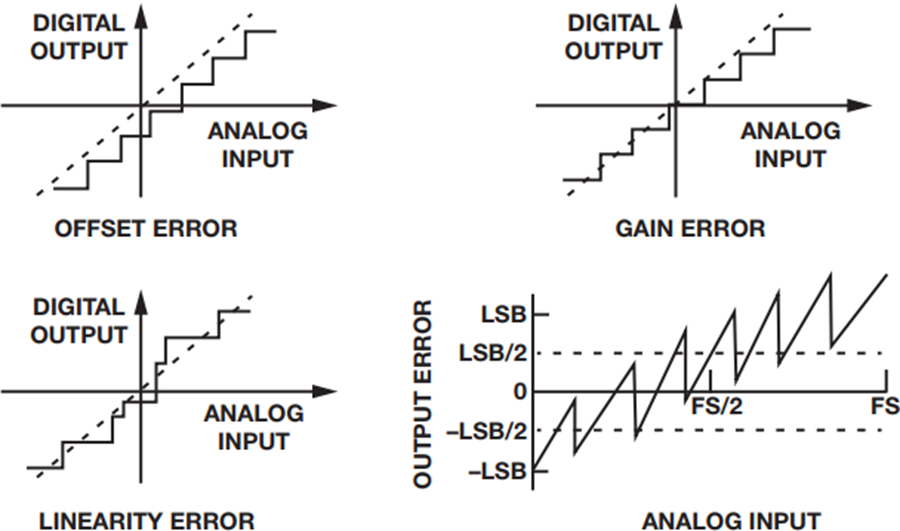 DIGITAL
OUTPUT
ANALOG
INPUT
OFFSET ERROR
DIGITAL
OUTPUT
ANALOG
INPUT
GAIN ERROR
DIGITAL
OUTPUT
ANALOG
INPUT
LINEARITY ERROR
OUTPUT ERROR
LSB
LSB/2
0
–LSB/2
–LSB
FS/2
FS
ANALOG INPUT